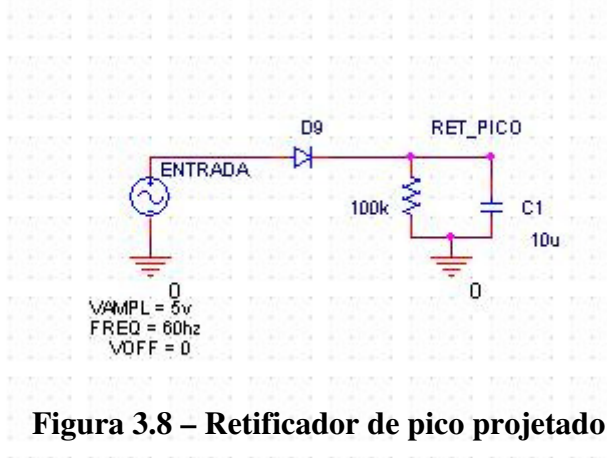 D9
RET_PICO
ENTRADA
100k
C1
10u
0
0
VAMPL = 5v
FREQ = 60hz
VOFF = 0
Figura 3.8 – Retificador de pico projetado